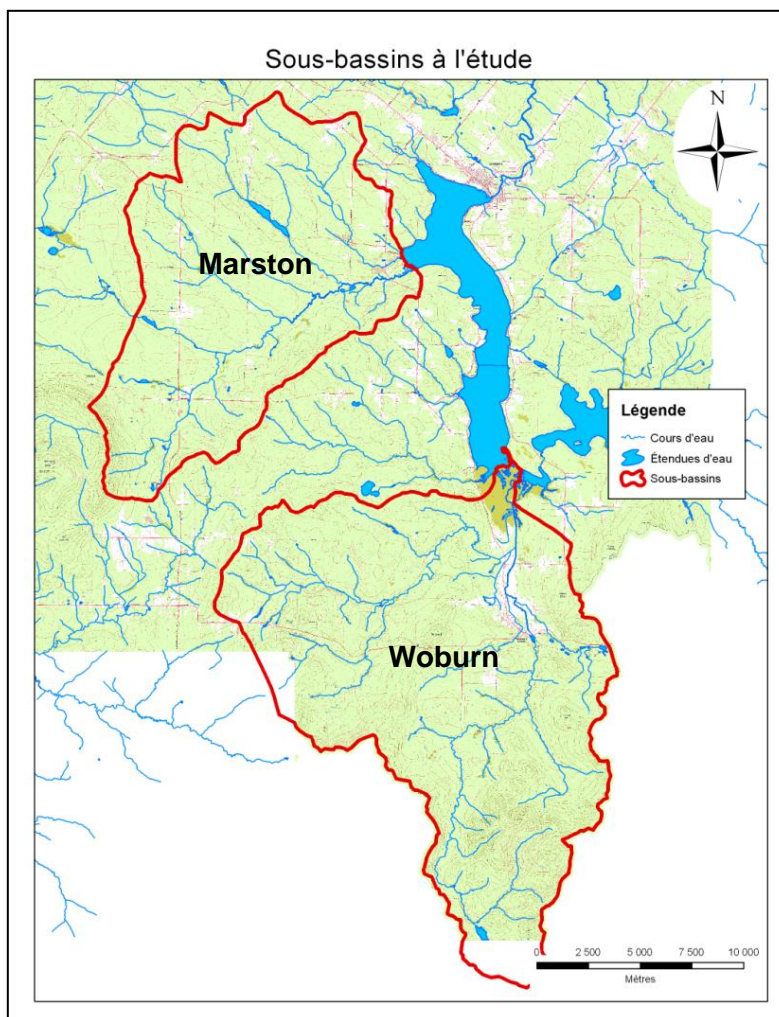 Sous-bassins à l'étude
N
Marston
Légende
Cours d'eau
Étendues d'eau
Sous-bassins
Woburn
0 2 500 5 000 7 500 10 000
Mètres